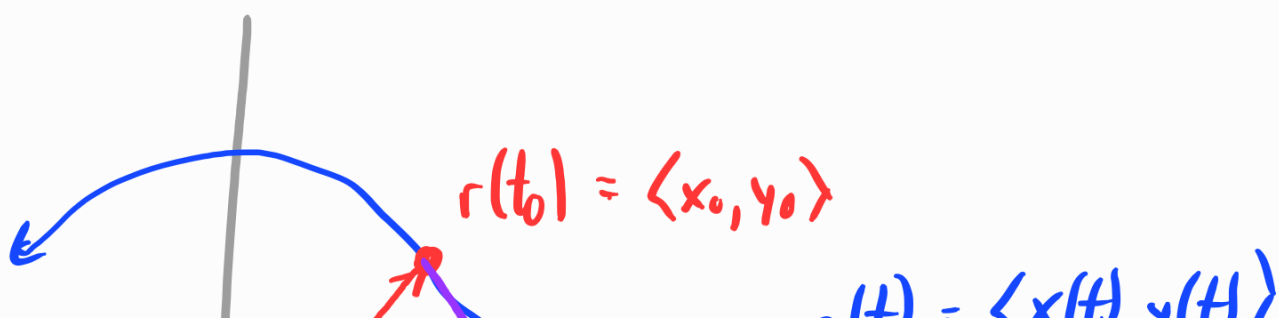 r(t₀) = ⟨x₀, y₀⟩
(t) = ⟨x(t) y(t)⟩